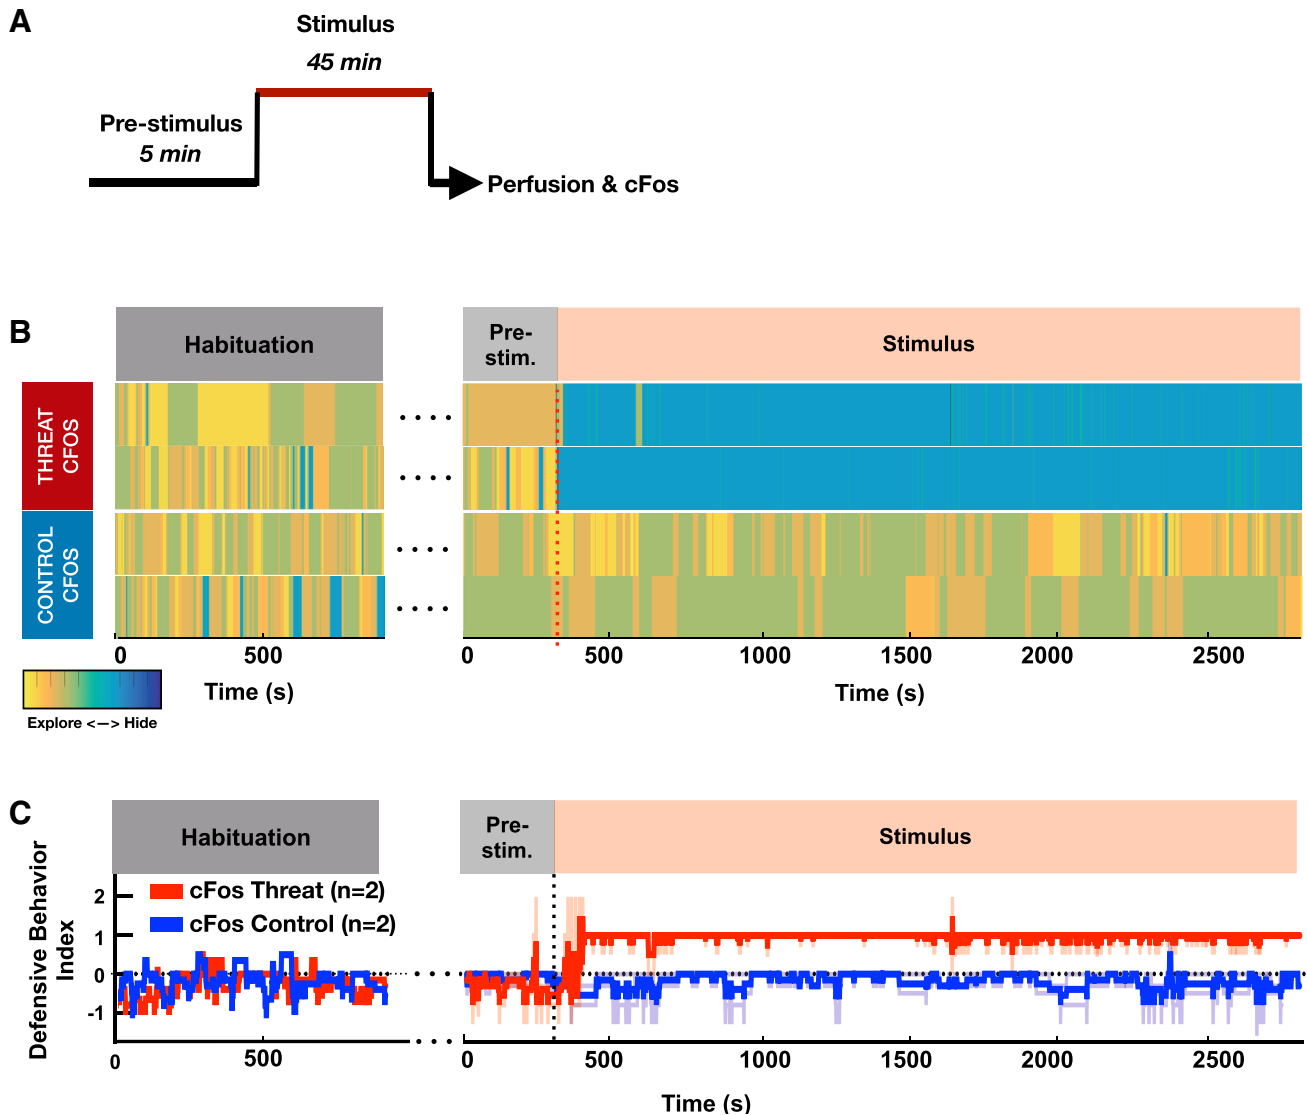 A
Stimulus
45 min
Pre-stimulus
5 min
Perfusion & cFos
B
Habituation
Pre-
stim.
Stimulus
THREAT
CFOS
CONTROL
CFOS
0 500
0 500 1000 1500 2000 2500
Time (s)
Time (s)
Explore <—> Hide
C
Habituation
Pre-
stim.
Stimulus
Defensive Behavior
Index
2
1
0
-1
cFos Threat (n=2)
cFos Control (n=2)
0 500
0 500 1000 1500 2000 2500
Time (s)